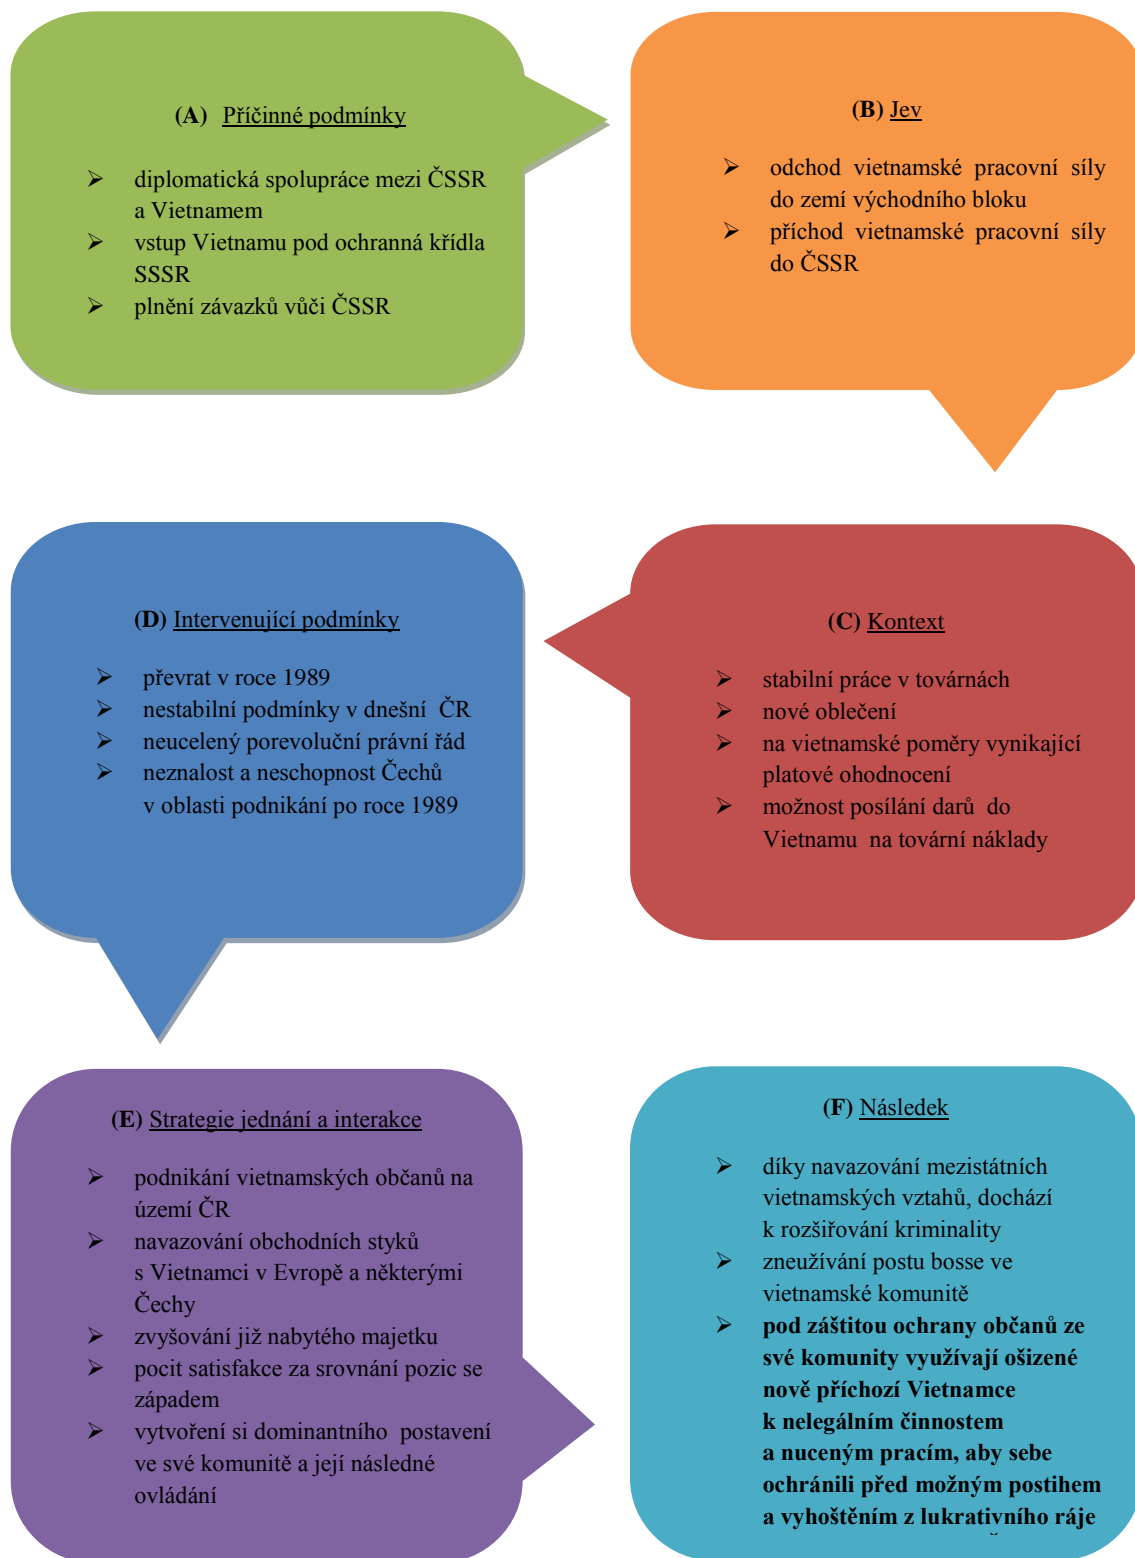 (A) Příčinné podmínky
➢ diplomatická spolupráce mezi ČSSR
a Vietnamem
➢ vstup Vietnamu pod ochranná křídla
SSSR
➢ plnění závazků vůči ČSSR
(B) Jev
➢ odchod vietnamské pracovní síly
do zemí východního bloku
➢ příchod vietnamské pracovní síly
do ČSSR
(C) Kontext
➢ stabilní práce v továrnách
➢ nové oblečení
➢ na vietnamské poměry vynikající
platové ohodnocení
➢ možnost posílání darů do
Vietnamu na tovární náklady
(D) Intervenující podmínky
➢ převrat v roce 1989
➢ nestabilní podmínky v dnešní ČR
➢ neucelený porevoluční právní řád
➢ neznalost a neschopnost Čechů
v oblasti podnikání po roce 1989
(E) Strategie jednání a interakce
➢ podnikání vietnamských občanů na
území ČR
➢ navazování obchodních styků
s Vietnamci v Evropě a některými
Čechy
➢ zvyšování již nabytého majetku
➢ pocit satisfakce za srovnání pozic se
západem
➢ vytvoření si dominantního postavení
ve své komunitě a její následné
ovládání
(F) Následek
➢ díky navazování mezistátních
vietnamských vztahů, dochází
k rozšiřování kriminality
➢ zneužívání postu bosse ve
vietnamské komunitě
➢ pod záštitou ochrany občanů ze
své komunity využívají ošizené
nově příchozí Vietnamce
k nelegálním činnostem
a nuceným pracím, aby sebe
ochránili před možným postihem
a vyhoštěním z lukrativního ráje